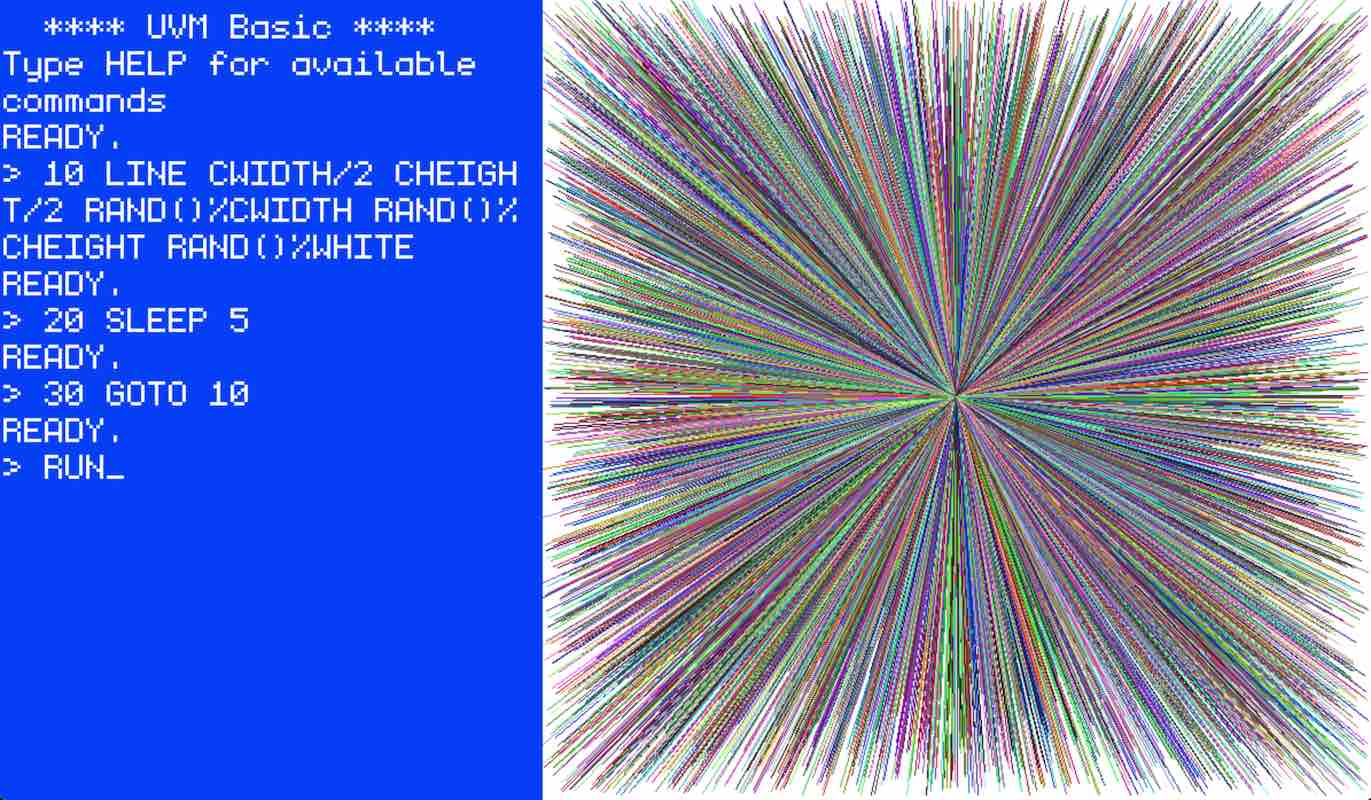 **** UVM Basic ****
Type HELP for available
commands
READY.
> 10 LINE CWIDTH/2 CHEIGH
T/2 RAND()%CWIDTH RAND()%
CHEIGHT RAND()%WHITE
READY.
> 20 SLEEP 5
READY.
> 30 GOTO 10
READY.
> RUN_